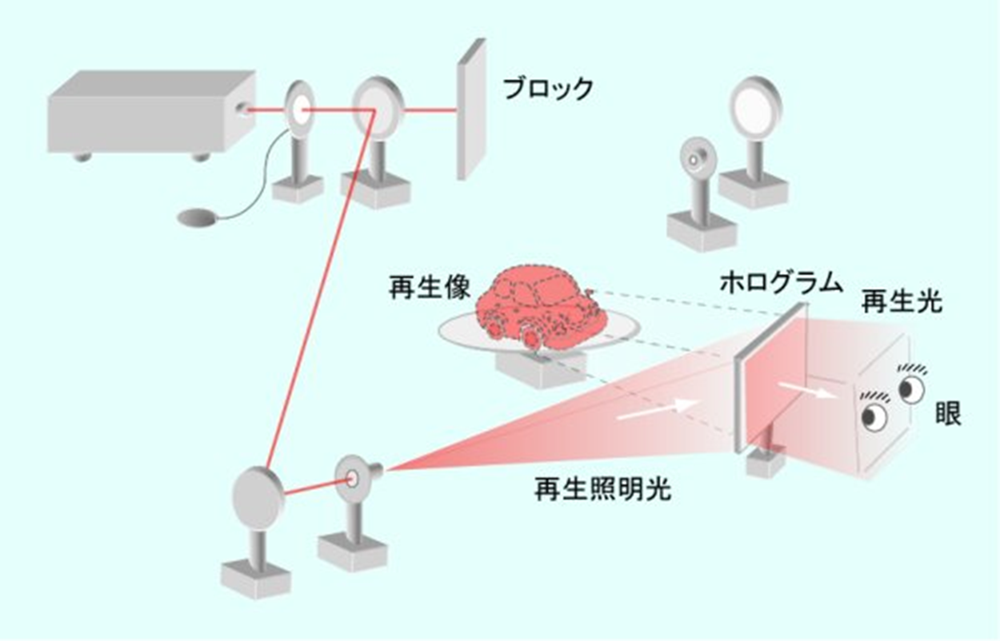 ブロック
再生像
ホログラム
再生光
眼
再生照明光